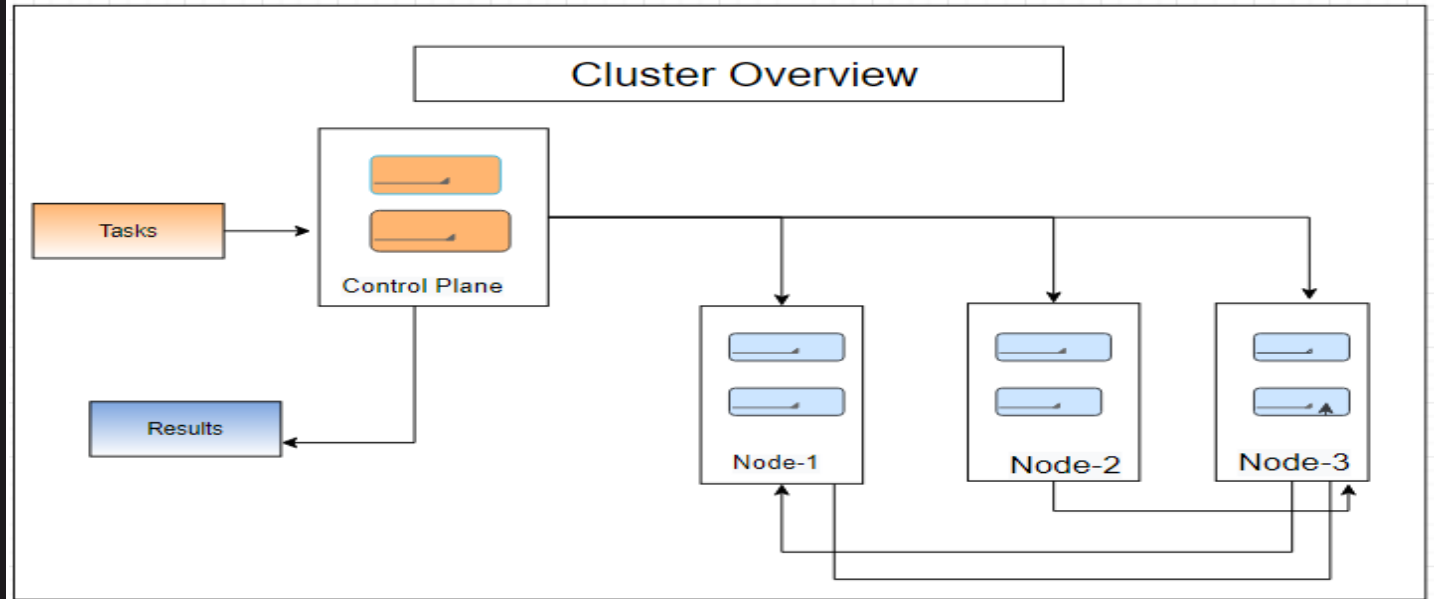 Cluster Overview
Tasks
Control Plane
Results
Node-1
Node-2
Node-3